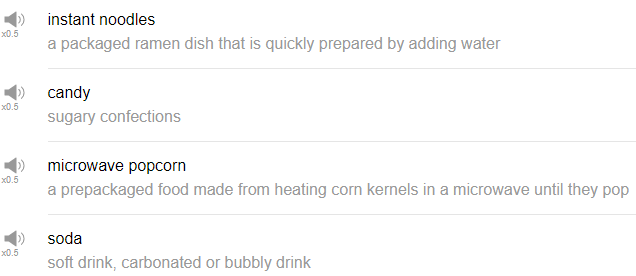 instant noodles
x0.5
a packaged ramen dish that is quickly prepared by adding water
candy
x0.5
sugary confections
microwave popcorn
x0.5
a prepackaged food made from heating corn kernels in a microwave until they pop
soda
x0.5
soft drink, carbonated or bubbly drink